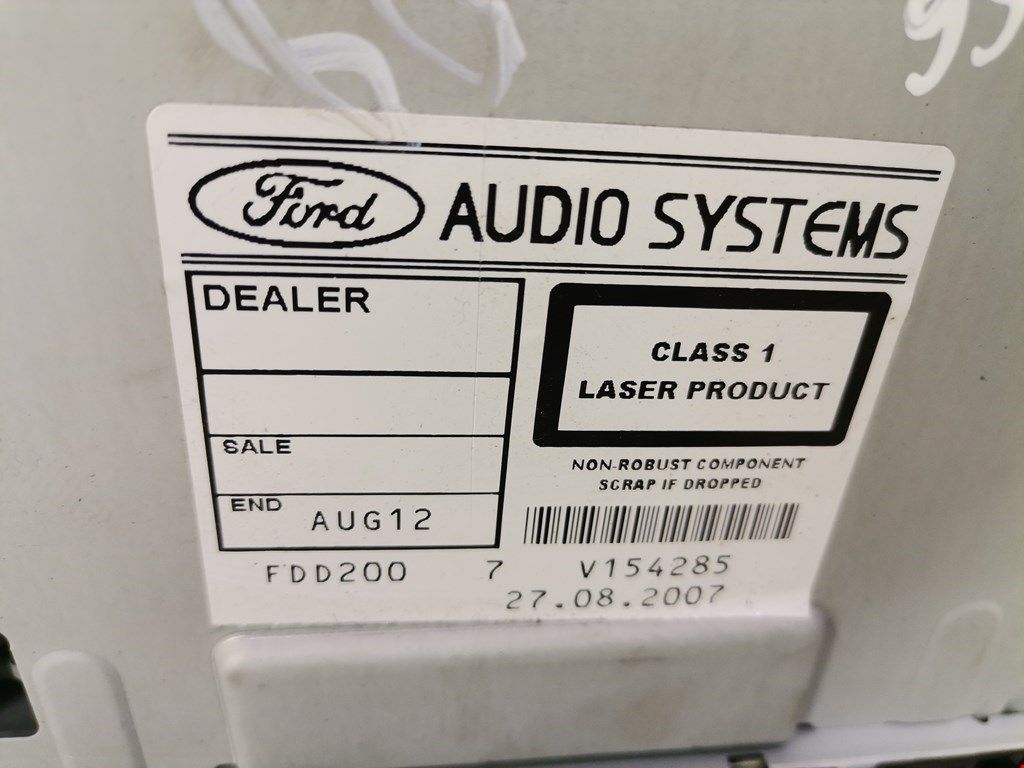 95
Ford AUDIO SYSTEMS
DEALER
SALE
END AUG12
CLASS 1
LASER PRODUCT
NON-ROBUST COMPONENT
SCRAP IF DROPPED
FDD200 7 V154285
27.08.2007